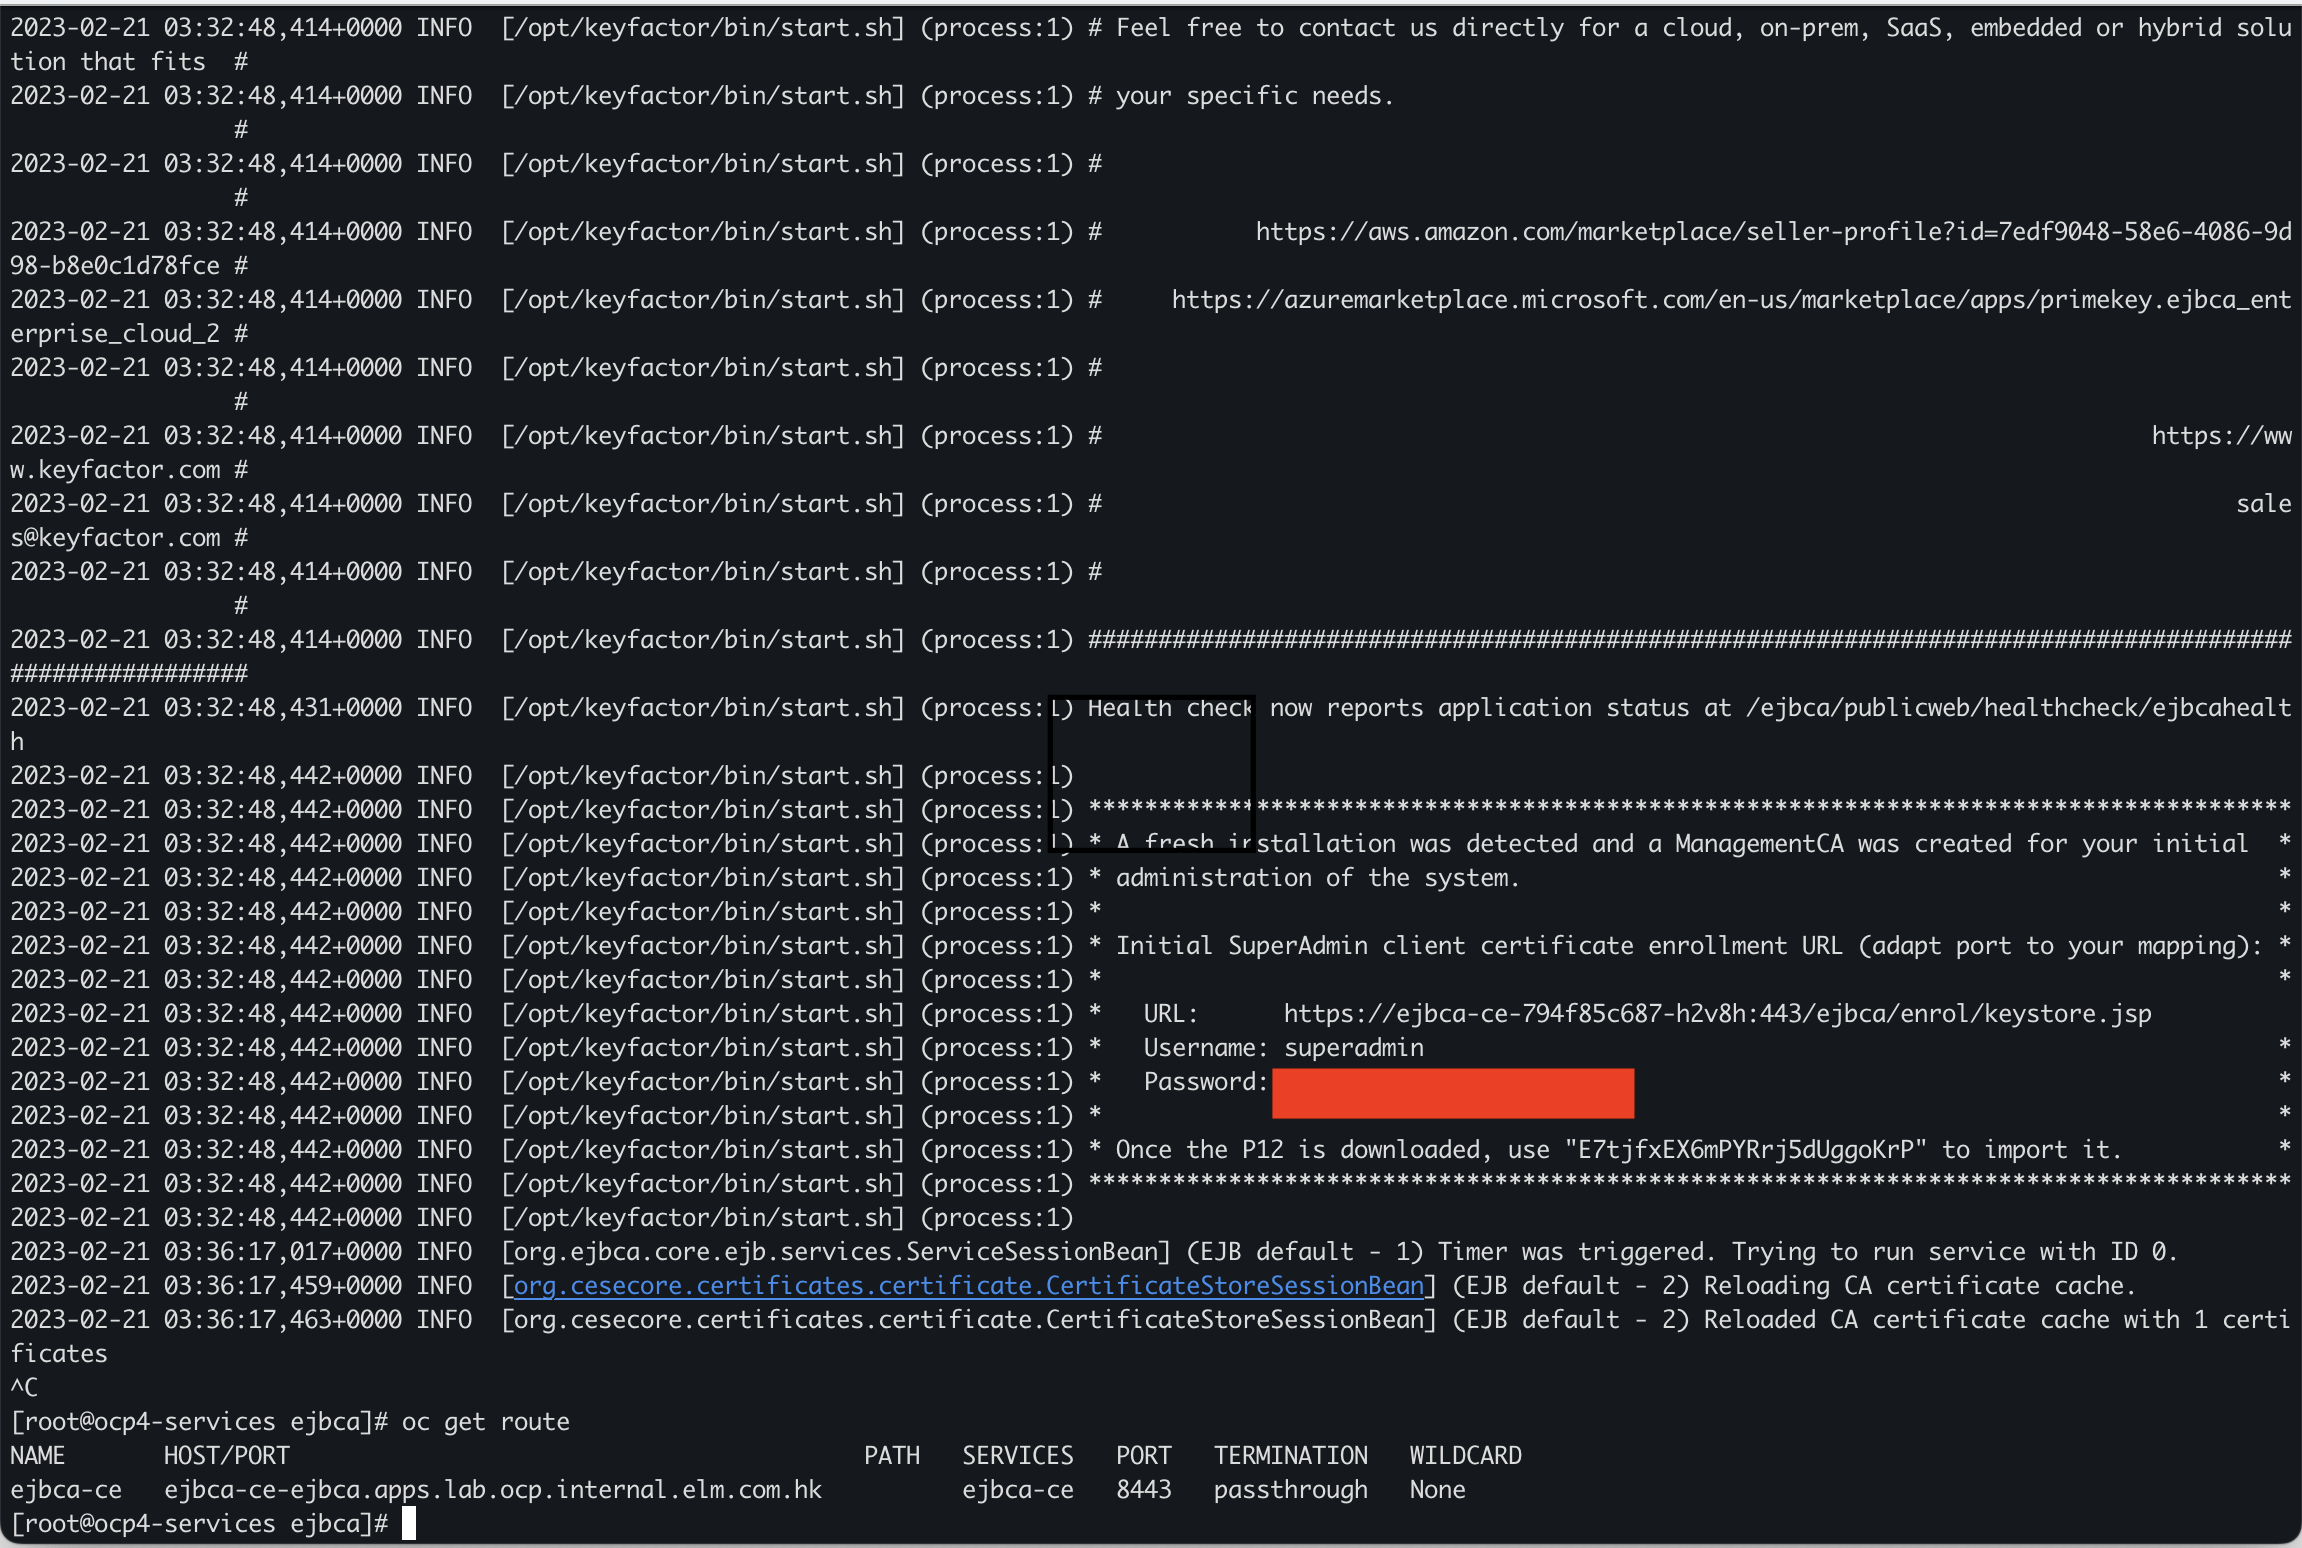 2023-02-21 03:32:48,414+0000 INFO  [/opt/keyfactor/bin/start.sh] (process:1) # Feel free to contact us directly for a cloud, on-prem, SaaS, embedded or hybrid solu
tion that fits  #
2023-02-21 03:32:48,414+0000 INFO  [/opt/keyfactor/bin/start.sh] (process:1) # your specific needs.
#
2023-02-21 03:32:48,414+0000 INFO  [/opt/keyfactor/bin/start.sh] (process:1) #
#
2023-02-21 03:32:48,414+0000 INFO  [/opt/keyfactor/bin/start.sh] (process:1) #           https://aws.amazon.com/marketplace/seller-profile?id=7edf9048-58e6-4086-9d
98-b8e0c1d78fce #
2023-02-21 03:32:48,414+0000 INFO  [/opt/keyfactor/bin/start.sh] (process:1) #     https://azuremarketplace.microsoft.com/en-us/marketplace/apps/primekey.ejbca_ent
erprise_cloud_2 #
2023-02-21 03:32:48,414+0000 INFO  [/opt/keyfactor/bin/start.sh] (process:1) #
#
2023-02-21 03:32:48,414+0000 INFO  [/opt/keyfactor/bin/start.sh] (process:1) #                                                                           https://ww
w.keyfactor.com #
2023-02-21 03:32:48,414+0000 INFO  [/opt/keyfactor/bin/start.sh] (process:1) #                                                                                 sale
s@keyfactor.com #
2023-02-21 03:32:48,414+0000 INFO  [/opt/keyfactor/bin/start.sh] (process:1) #
#
2023-02-21 03:32:48,414+0000 INFO  [/opt/keyfactor/bin/start.sh] (process:1) ######################################################################################
#################
2023-02-21 03:32:48,431+0000 INFO  [/opt/keyfactor/bin/start.sh] (process:1) Health check now reports application status at /ejbca/publicweb/healthcheck/ejbcahealt
h
2023-02-21 03:32:48,442+0000 INFO  [/opt/keyfactor/bin/start.sh] (process:1)
2023-02-21 03:32:48,442+0000 INFO  [/opt/keyfactor/bin/start.sh] (process:1) **************************************************************************************
2023-02-21 03:32:48,442+0000 INFO  [/opt/keyfactor/bin/start.sh] (process:1) * A fresh installation was detected and a ManagementCA was created for your initial  *
2023-02-21 03:32:48,442+0000 INFO  [/opt/keyfactor/bin/start.sh] (process:1) * administration of the system.                                                      *
2023-02-21 03:32:48,442+0000 INFO  [/opt/keyfactor/bin/start.sh] (process:1) *                                                                                    *
2023-02-21 03:32:48,442+0000 INFO  [/opt/keyfactor/bin/start.sh] (process:1) * Initial SuperAdmin client certificate enrollment URL (adapt port to your mapping): *
2023-02-21 03:32:48,442+0000 INFO  [/opt/keyfactor/bin/start.sh] (process:1) *                                                                                    *
2023-02-21 03:32:48,442+0000 INFO  [/opt/keyfactor/bin/start.sh] (process:1) *   URL:      https://ejbca-ce-794f85c687-h2v8h:443/ejbca/enrol/keystore.jsp
2023-02-21 03:32:48,442+0000 INFO  [/opt/keyfactor/bin/start.sh] (process:1) *   Username: superadmin                                                             *
2023-02-21 03:32:48,442+0000 INFO  [/opt/keyfactor/bin/start.sh] (process:1) *   Password:                                                                        *
2023-02-21 03:32:48,442+0000 INFO  [/opt/keyfactor/bin/start.sh] (process:1) *                                                                                    *
2023-02-21 03:32:48,442+0000 INFO  [/opt/keyfactor/bin/start.sh] (process:1) * Once the P12 is downloaded, use "E7tjfxEX6mPYRrj5dUggoKrP" to import it.           *
2023-02-21 03:32:48,442+0000 INFO  [/opt/keyfactor/bin/start.sh] (process:1) **************************************************************************************
2023-02-21 03:32:48,442+0000 INFO  [/opt/keyfactor/bin/start.sh] (process:1)
2023-02-21 03:36:17,017+0000 INFO  [org.ejbca.core.ejb.services.ServiceSessionBean] (EJB default - 1) Timer was triggered. Trying to run service with ID 0.
2023-02-21 03:36:17,459+0000 INFO  [org.cesecore.certificates.certificate.CertificateStoreSessionBean] (EJB default - 2) Reloading CA certificate cache.
2023-02-21 03:36:17,463+0000 INFO  [org.cesecore.certificates.certificate.CertificateStoreSessionBean] (EJB default - 2) Reloaded CA certificate cache with 1 certi
ficates
^C
[root@ocp4-services ejbca]# oc get route
NAME       HOST/PORT                                         PATH   SERVICES   PORT   TERMINATION   WILDCARD
ejbca-ce   ejbca-ce-ejbca.apps.lab.ocp.internal.elm.com.hk          ejbca-ce   8443   passthrough   None
[root@ocp4-services ejbca]#